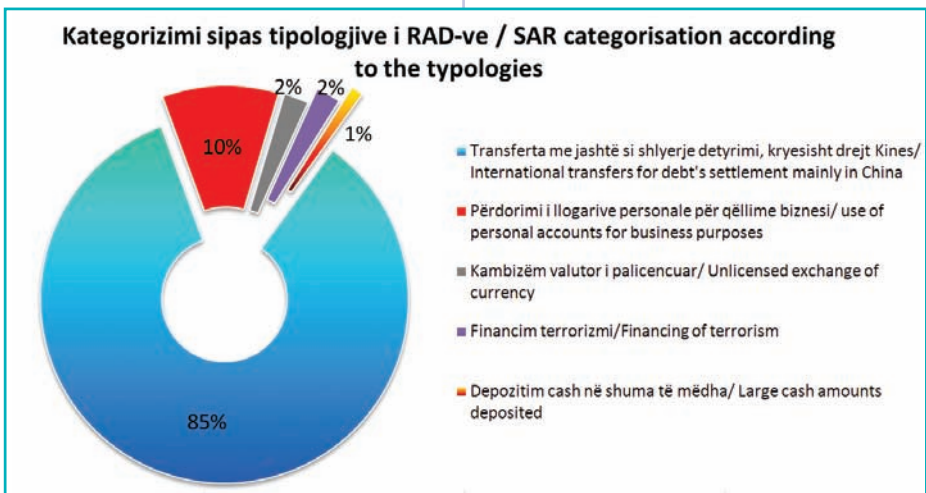 Kategorizimi sipas tipologjive i RAD-ve / SAR categorisation according
to the typologies
2%
2%
10%
1%
85%
Transferta me jashtë si shlyerje detyrimi, kryesisht drejt Kines/
International transfers for debt's settlement mainly in China
Përdorimi i llogarive personale për qëllime biznesi/ use of
personal accounts for business purposes
Kambizëm valutor i palicencuar/ Unlicensed exchange of
currency
Financim terrorizmi/Financing of terrorism
Depozitim cash në shuma të mëdha/ Large cash amounts
deposited